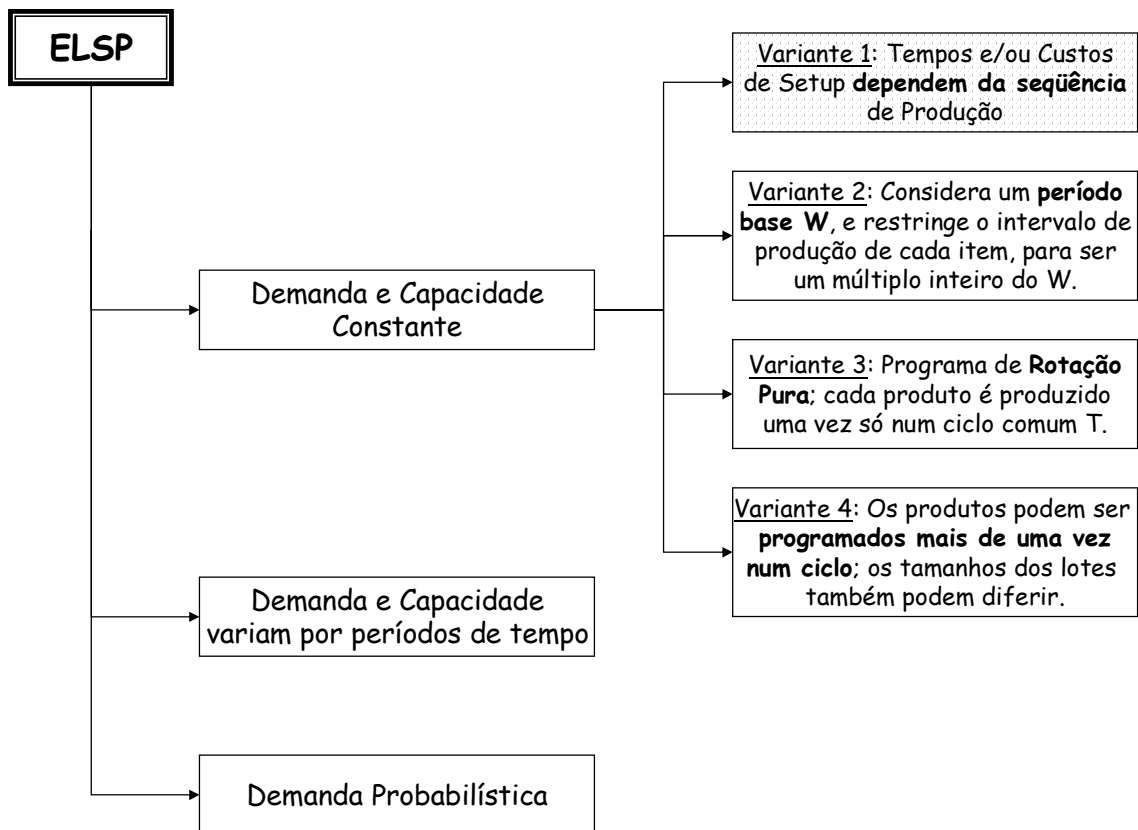 ELSP
Variante 1: Tempos e/ou Custos
de Setup dependem da seqüência
de Produção
Variante 2: Considera um período
base W, e restringe o intervalo de
produção de cada item, para ser
um múltiplo inteiro do W.
Demanda e Capacidade
Constante
Variante 3: Programa de Rotação
Pura; cada produto é produzido
uma vez só num ciclo comum T.
Variante 4: Os produtos podem ser
programados mais de uma vez
num ciclo; os tamanhos dos lotes
também podem diferir.
Demanda e Capacidade
variam por períodos de tempo
Demanda Probabilística